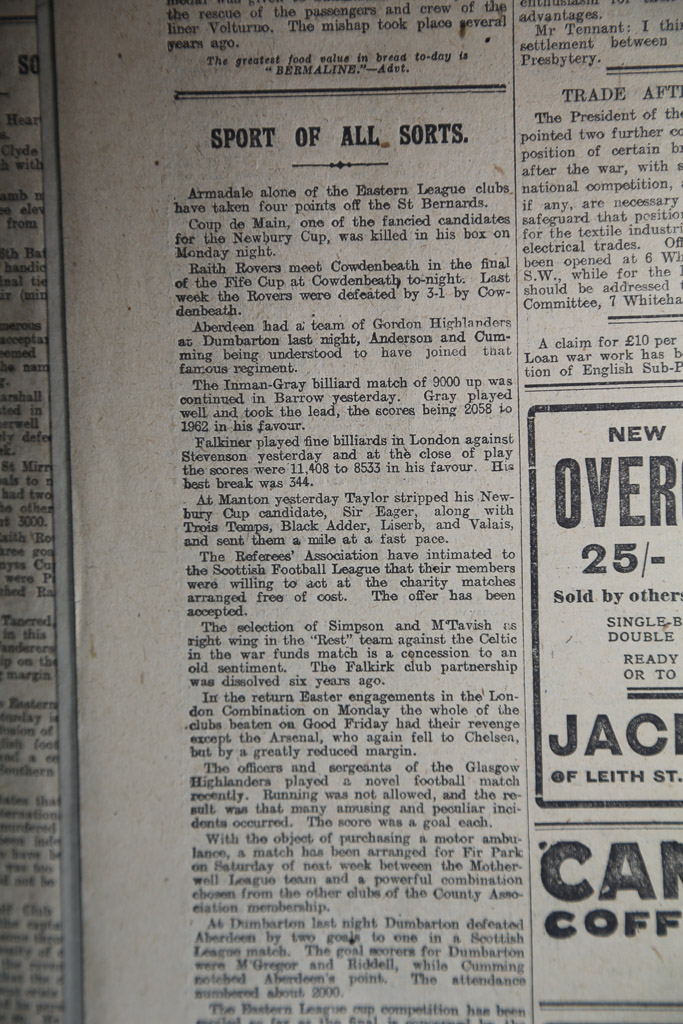 the rescue of the passengers and crew of the
liner Volturno. The mishap took place several
years ago.
The greatest food value in bread to-day is
"BERMALINE."—Advt.
SPORT OF ALL SORTS.
Armadale alone of the Eastern League clubs
have taken four points off the St Bernards.
Coup de Main, one of the fancied candidates
for the Newbury Cup, was killed in his box on
Monday night.
Raith Rovers meet Cowdenbeath in the final
of the Fife Cup at Cowdenbeath to-night. Last
week the Rovers were defeated by 3-1 by Cow-
denbeath.
Aberdeen had a team of Gordon Highlanders
at Dumbarton last night, Anderson and Cum-
ming being understood to have joined that
famous regiment.
The Inman-Gray billiard match of 9000 up was
continued in Barrow yesterday. Gray played
well and took the lead, the scores being 2058 to
1962 in his favour.
Falkiner played fine billiards in London against
Stevenson yesterday and at the close of play
the scores were 11,408 to 8533 in his favour. His
best break was 344.
At Manton yesterday Taylor stripped his New-
bury Cup candidate, Sir Eager, along with
Trois Temps, Black Adder, Liserb, and Valais,
and sent them a mile at a fast pace.
The Referees' Association have intimated to
the Scottish Football League that their members
were willing to act at the charity matches
arranged free of cost. The offer has been
accepted.
The selection of Simpson and M'Tavish as
right wing in the "Rest" team against the Celtic
in the war funds match is a concession to an
old sentiment. The Falkirk club partnership
was dissolved six years ago.
In the return Easter engagements in the Lon-
don Combination on Monday the whole of the
clubs beaten on Good Friday had their revenge
except the Arsenal, who again fell to Chelsea,
but by a greatly reduced margin.
The officers and sergeants of the Glasgow
Highlanders played a novel football match
recently. Running was not allowed, and the re-
sult was that many amusing and peculiar inci-
dents occurred. The score was a goal each.
With the object of purchasing a motor ambu-
lance, a match has been arranged for Fir Park
on Saturday of next week between the Mother-
well League team and a powerful combination
chosen from the other clubs of the County Asso-
ciation membership.
At Dumbarton last night Dumbarton defeated
Aberdeen by two goals to one in a Scottish
League match. The goal scorers for Dumbarton
were M'Gregor and Riddell, while Cumming
notched Aberdeen's point. The attendance
numbered about 2000.
The Eastern League cup competition has been
advantages.
Mr Tennant: I thi
settlement between
Presbytery.
TRADE AFT
The President of th
pointed two further co
position of certain br
after the war, with s
national competition,
if any, are necessary
safeguard that positio
for the textile industri
electrical trades. Of
been opened at 6 Wh
S.W., while for the
should be addressed t
Committee, 7 Whiteha
A claim for £10 per
Loan war work has b
tion of English Sub-P
NEW
OVER
25/-
Sold by others
SINGLE-B
DOUBLE
READY
OR TO
JAC
OF LEITH ST.
CAM
COFF